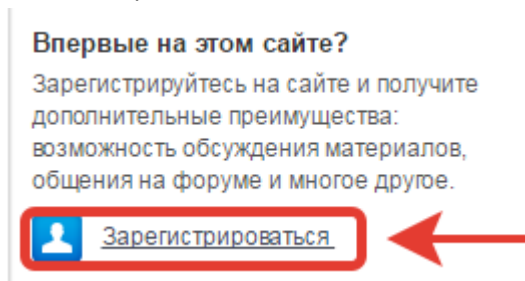 Впервые на этом сайте?
Зарегистрируйтесь на сайте и получите
дополнительные преимущества:
возможность обсуждения материалов,
общения на форуме и многое другое.
Зарегистрироваться